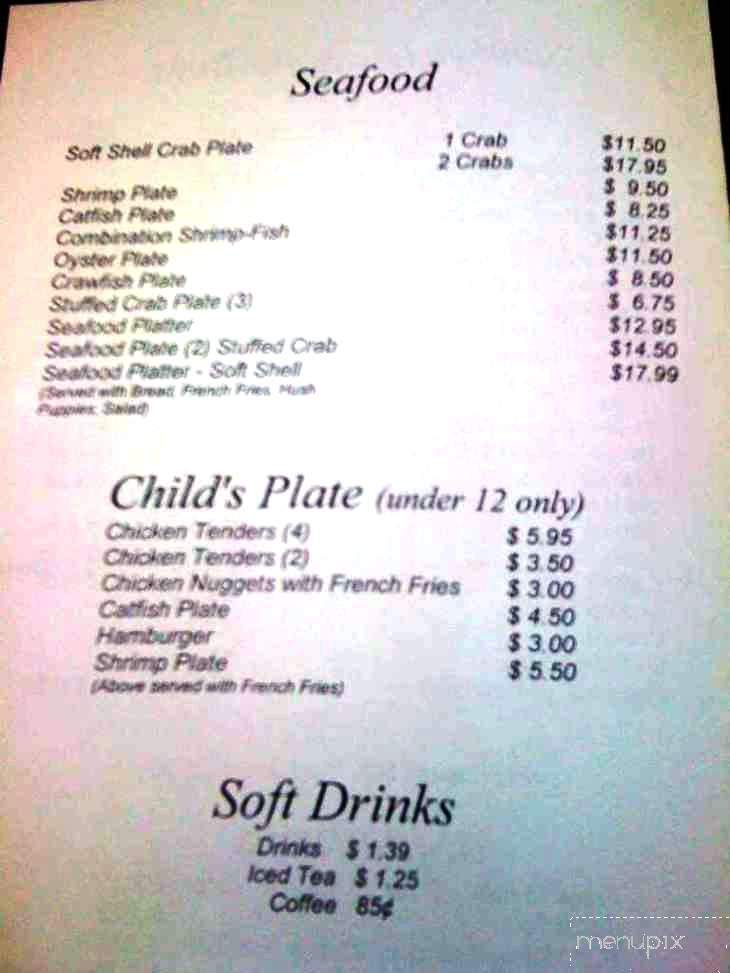 Seafood
Soft Shell Crab Plate 1 Crab $11.50
2 Crabs $17.95
Shrimp Plate $ 9.50
Catfish Plate $ 8.25
Combination Shrimp-Fish $11.25
Oyster Plate $11.50
Crawfish Plate $ 8.50
Stuffed Crab Plate (3) $ 6.75
Seafood Platter $12.95
Seafood Plate (2) Stuffed Crab $14.50
Seafood Platter - Soft Shell $17.99
(Served with Bread, French Fries, Hush
Puppies, Salad)
Child's Plate (under 12 only)
Chicken Tenders (4) $ 5.95
Chicken Tenders (2) $ 3.50
Chicken Nuggets with French Fries $ 3.00
Catfish Plate $ 4.50
Hamburger $ 3.00
Shrimp Plate $ 5.50
(Above served with French Fries)
Soft Drinks
Drinks $ 1.39
Iced Tea $ 1.25
Coffee 85¢
menupix